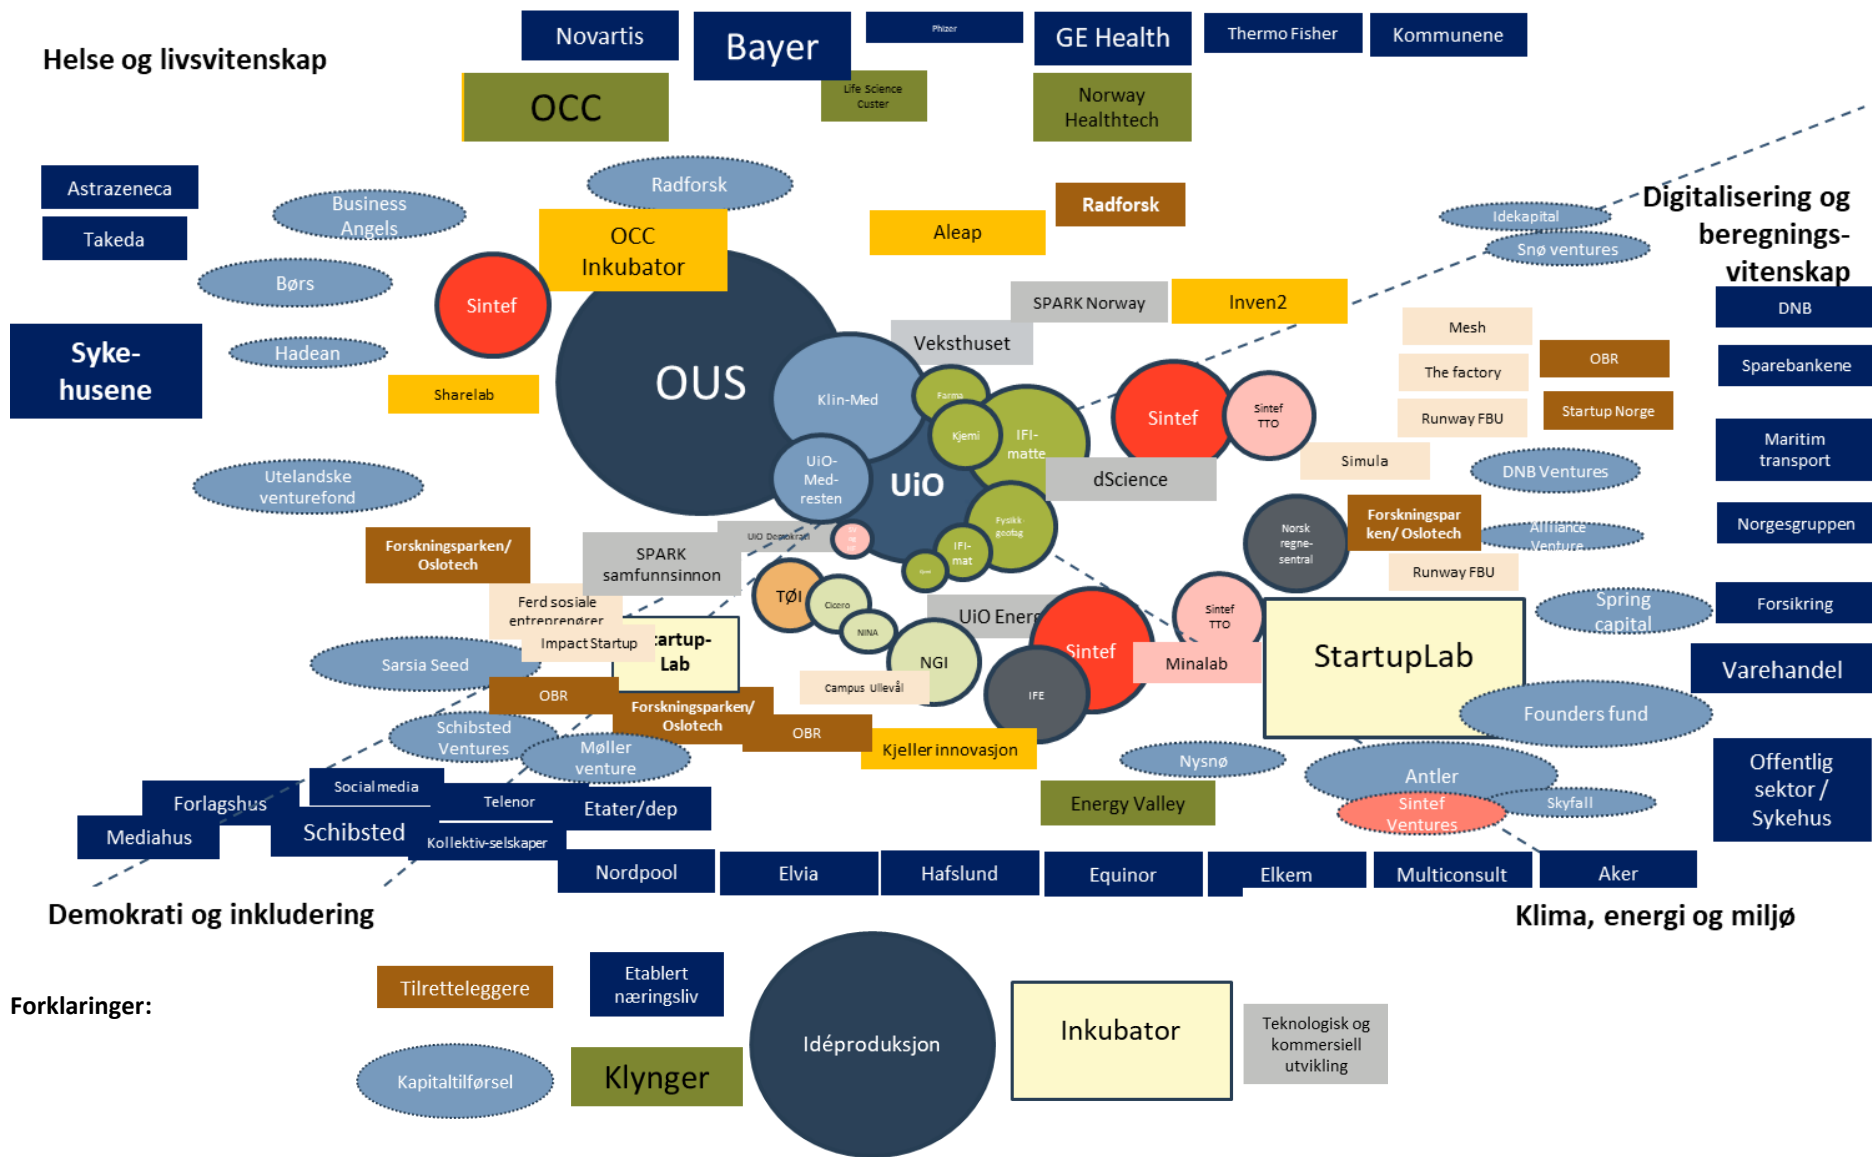 Helse og livsvitenskap
Novartis
Bayer
Phizer
GE Health
Thermo Fisher
Kommunene
OCC
Life Science
Custer
Norway
Healthtech
Astrazeneca
Takeda
Business
Angels
Radforsk
OCC
Inkubator
Aleap
Radforsk
Idekapital
Snø ventures
Digitalisering og
beregnings-
vitenskap
Børs
Sintef
SPARK Norway
Inven2
Veksthuset
Mesh
OBR
DNB
Syke-
husene
Hadean
Sharelab
OUS
Klin-Med
Farma
Kjemi
IFI-
matte
Sintef
Sintef
TTO
The factory
Runway FBU
Startup Norge
Sparebankene
Simula
DNB Ventures
Maritim
transport
Utelandske
venturefond
UiO-
Med-
resten
UiO
dScience
Fysikk-
geofag
IFI-
mat
Norsk
regne-
sentral
Forskningspar
ken/ Oslotech
Allliance
Venture
Norgesgruppen
Runway FBU
Forskningsparken/
Oslotech
SPARK
samfunnsinnon
UiO Demokrati
TØI
Cicero
NINA
NGI
UiO Energ
Sintef
Sintef
TTO
Minalab
StartupLab
Spring
capital
Forsikring
Varehandel
Ferd sosiale
entreprenører
Impact Startup
tartup-
Lab
Sarsia Seed
OBR
Forskningsparken/
Oslotech
OBR
Campus Ullevål
IFE
Kjeller innovasjon
Schibsted
Ventures
Møller
venture
Nysnø
Founders fund
Antler
Sintef
Ventures
Skyfall
Offentlig
sektor /
Sykehus
Energy Valley
Forlagshus
Social media
Telenor
Etater/dep
Mediahus
Schibsted
Kollektiv-selskaper
Nordpool
Elvia
Hafslund
Equinor
Elkem
Multiconsult
Aker
Demokrati og inkludering
Klima, energi og miljø
Forklaringer:
Tilretteleggere
Etablert
næringsliv
Idéproduksjon
Inkubator
Teknologisk og
kommersiell
utvikling
Kapitaltilførsel
Klynger